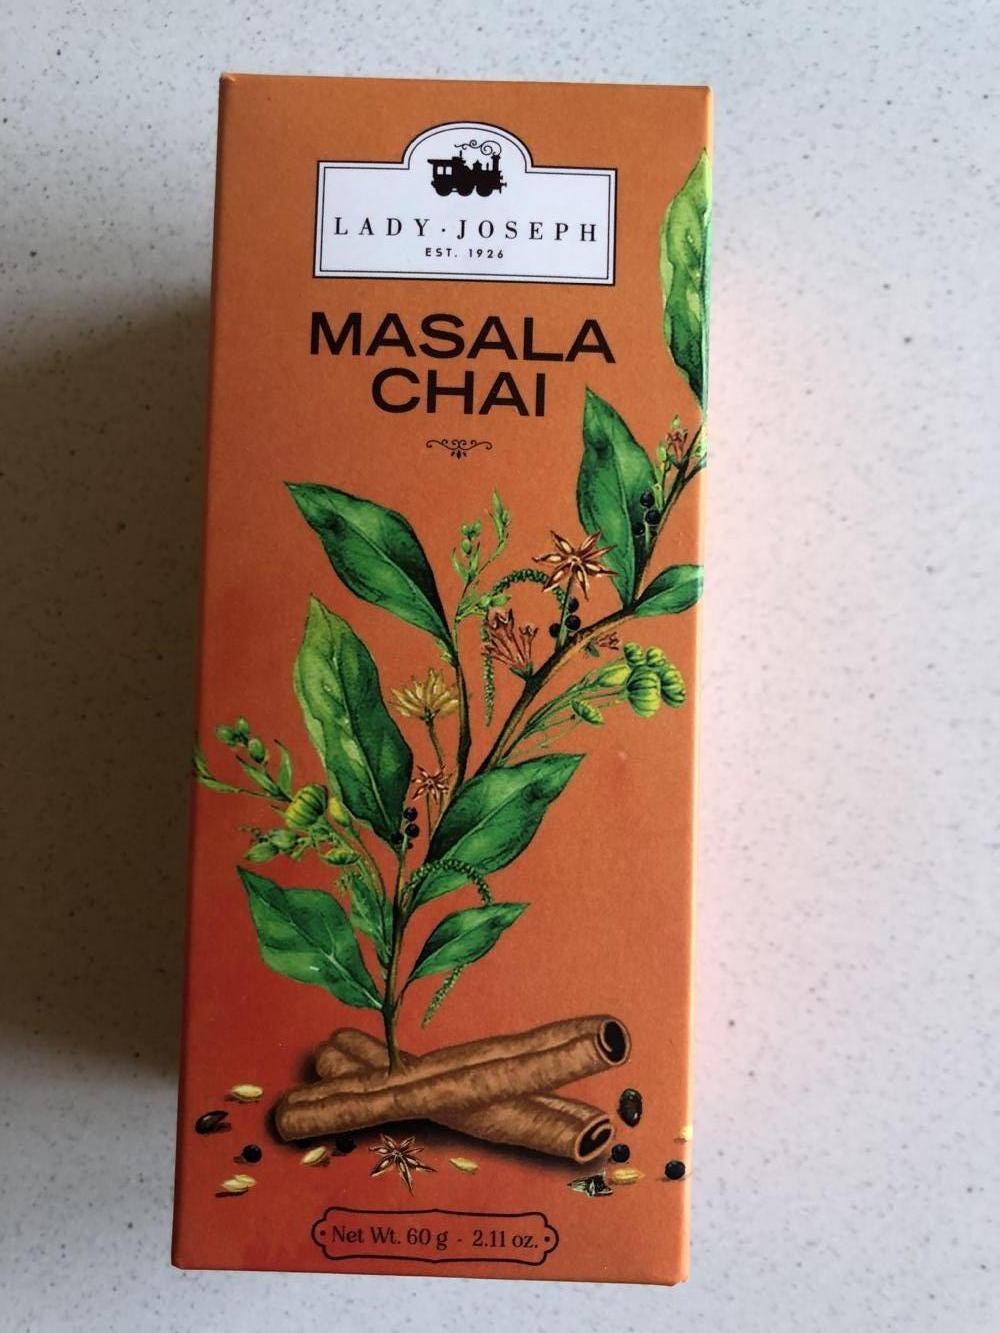 LADY · JOSEPH
EST. 1926
MASALA
CHAI
Net Wt. 60 g - 2.11 oz.